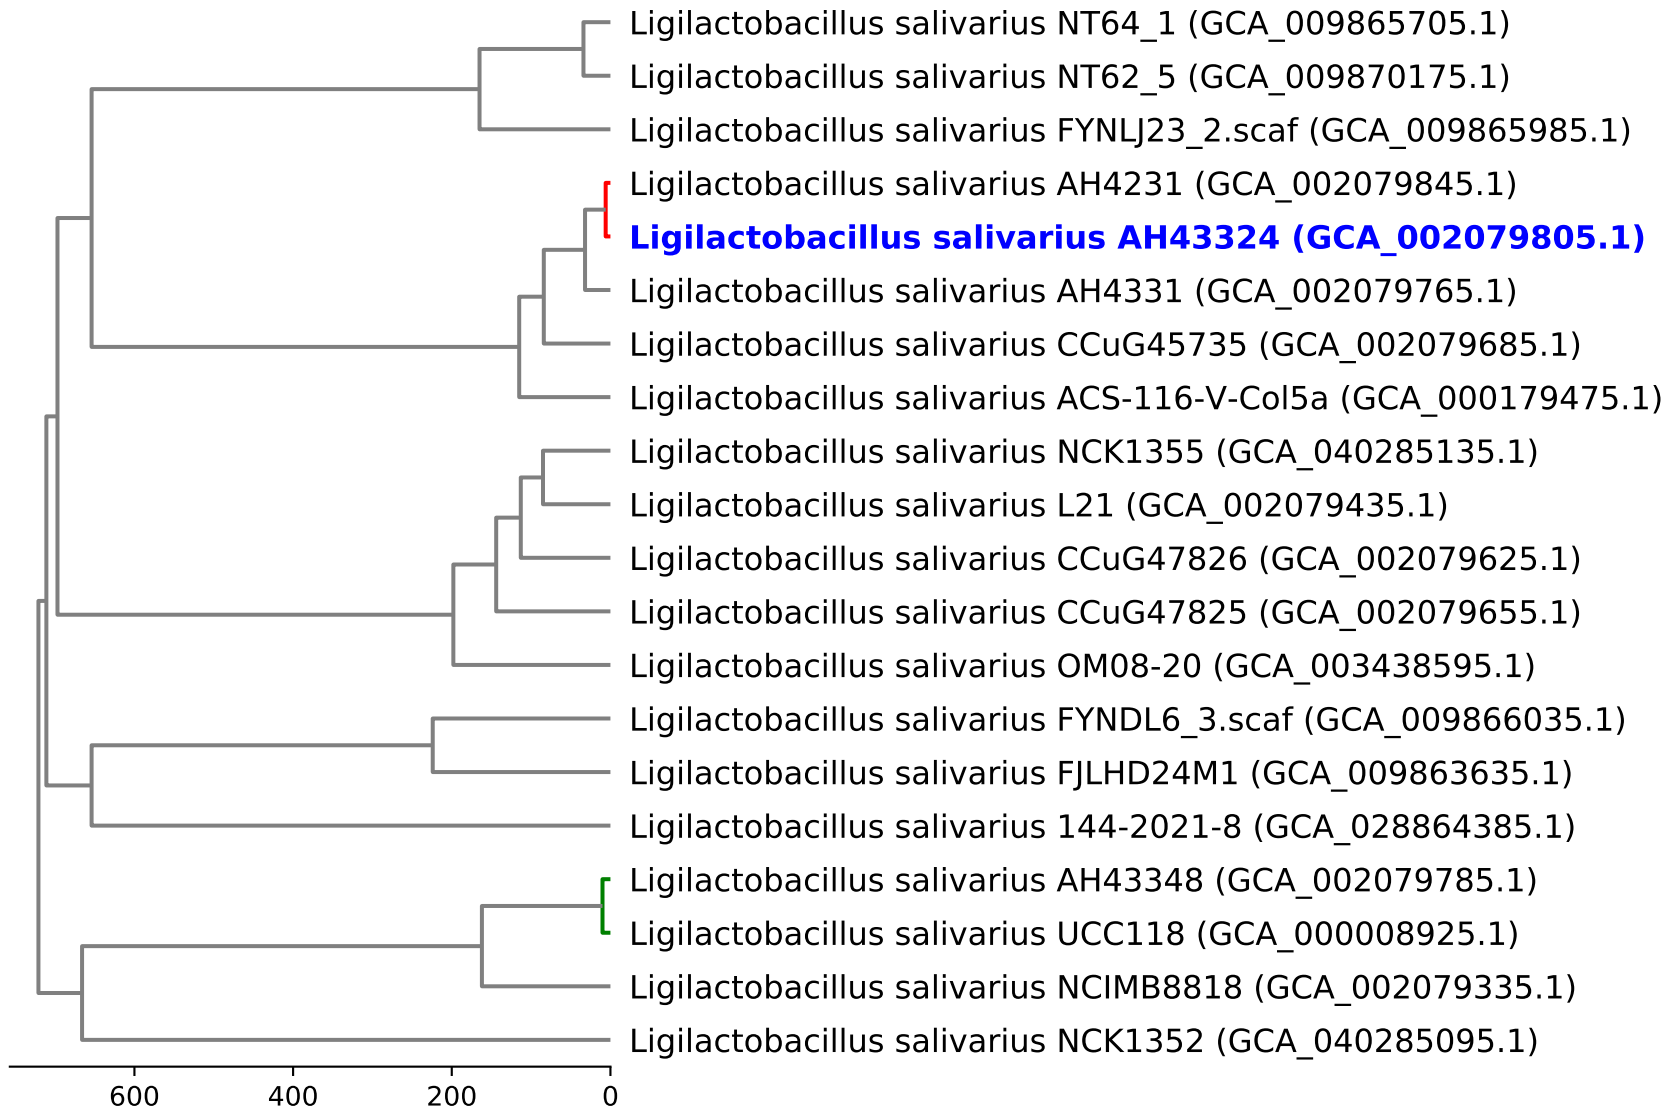 Ligilactobacillus salivarius NT64_1 (GCA_009865705.1)
Ligilactobacillus salivarius NT62_5 (GCA_009870175.1)
Ligilactobacillus salivarius FYNLJ23_2.scaf (GCA_009865985.1)
Ligilactobacillus salivarius AH4231 (GCA_002079845.1)
Ligilactobacillus salivarius AH43324 (GCA_002079805.1)
Ligilactobacillus salivarius AH4331 (GCA_002079765.1)
Ligilactobacillus salivarius CCuG45735 (GCA_002079685.1)
Ligilactobacillus salivarius ACS-116-V-Col5a (GCA_000179475.1)
Ligilactobacillus salivarius NCK1355 (GCA_040285135.1)
Ligilactobacillus salivarius L21 (GCA_002079435.1)
Ligilactobacillus salivarius CCuG47826 (GCA_002079625.1)
Ligilactobacillus salivarius CCuG47825 (GCA_002079655.1)
Ligilactobacillus salivarius OM08-20 (GCA_003438595.1)
Ligilactobacillus salivarius FYNDL6_3.scaf (GCA_009866035.1)
Ligilactobacillus salivarius FJLHD24M1 (GCA_009863635.1)
Ligilactobacillus salivarius 144-2021-8 (GCA_028864385.1)
Ligilactobacillus salivarius AH43348 (GCA_002079785.1)
Ligilactobacillus salivarius UCC118 (GCA_000008925.1)
Ligilactobacillus salivarius NCIMB8818 (GCA_002079335.1)
Ligilactobacillus salivarius NCK1352 (GCA_040285095.1)
600 400 200 0